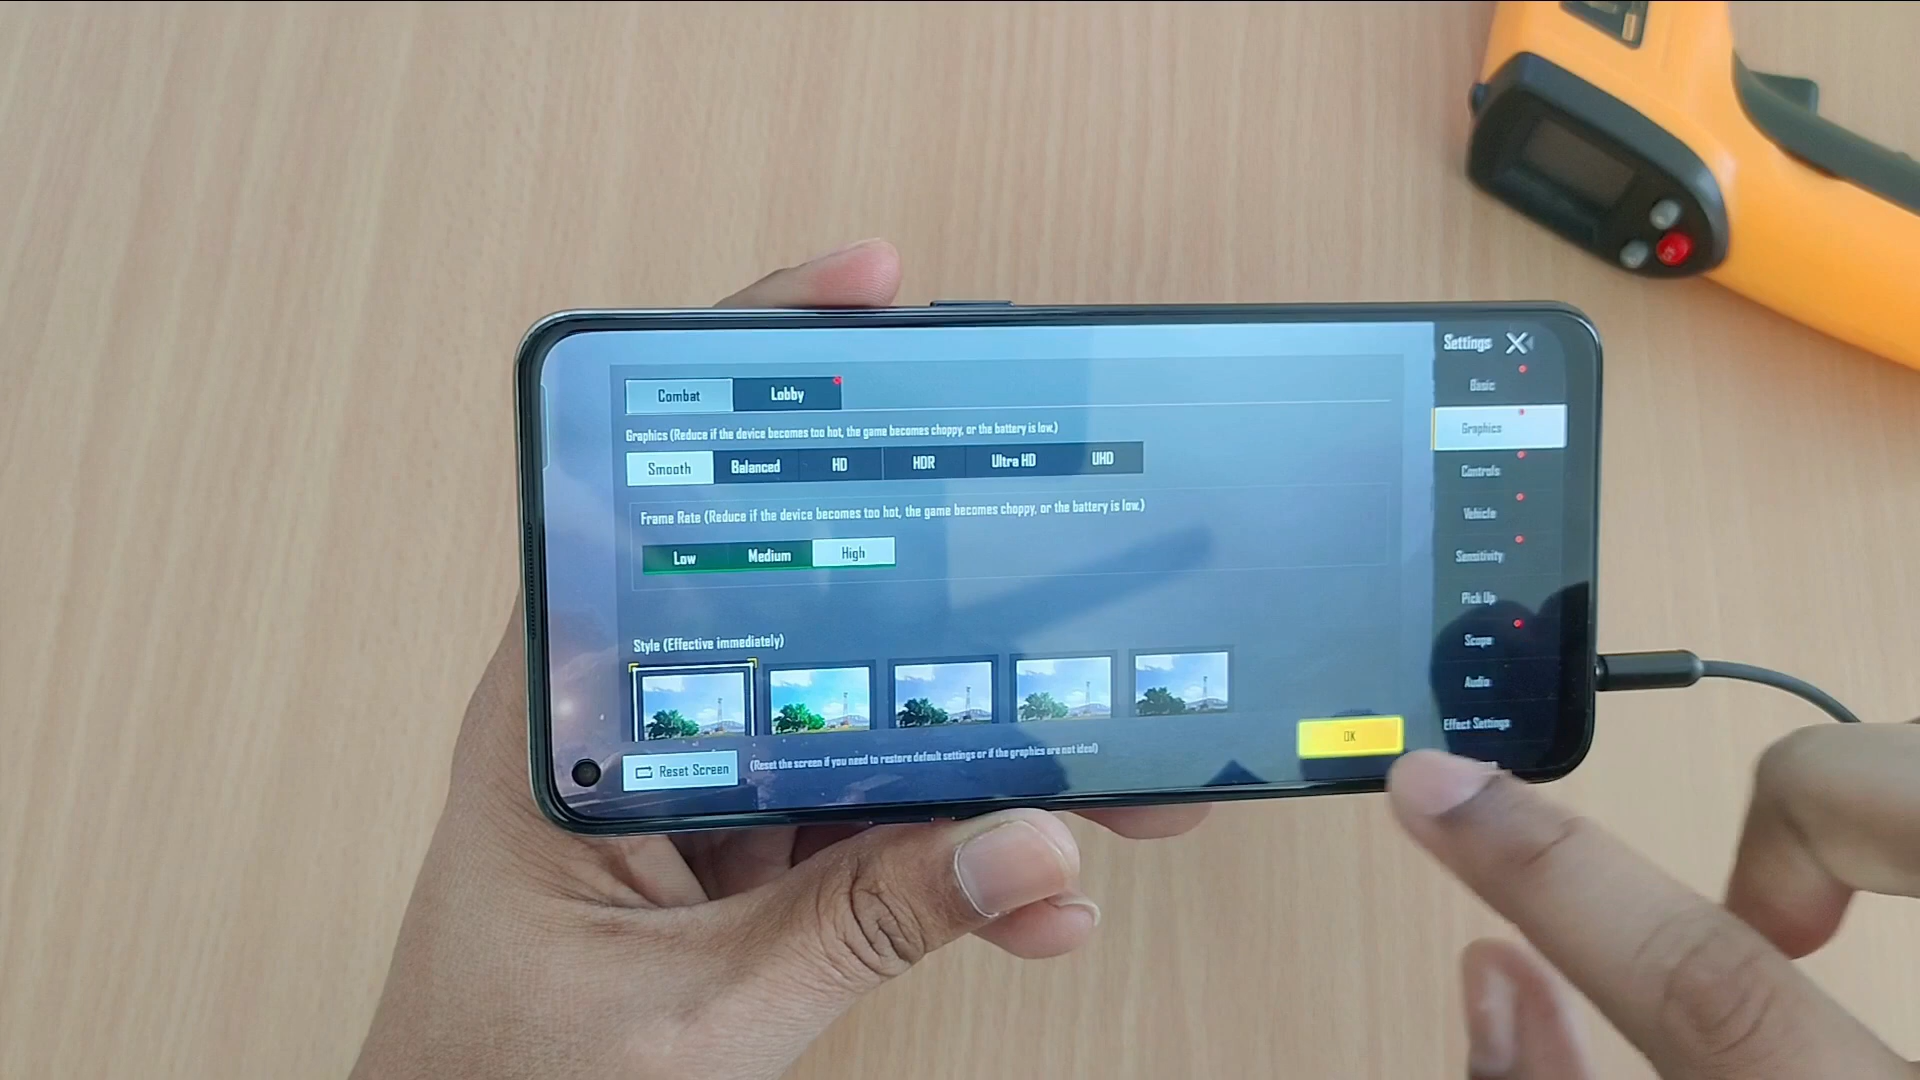 Settings
Combat Lobby
Graphics (Reduce if the device becomes too hot, the game becomes choppy, or the battery is low.)
Smooth Balanced HD HDR Ultra HD UHD
Frame Rate (Reduce if the device becomes too hot, the game becomes choppy, or the battery is low.)
Low Medium High
Style (Effective immediately)
Reset Screen (Reset the screen if you need to restore default settings or if the graphics are not ideal)
OK
Basic
Graphics
Controls
Vehicle
Sensitivity
Pick Up
Scope
Audio
Effect Settings